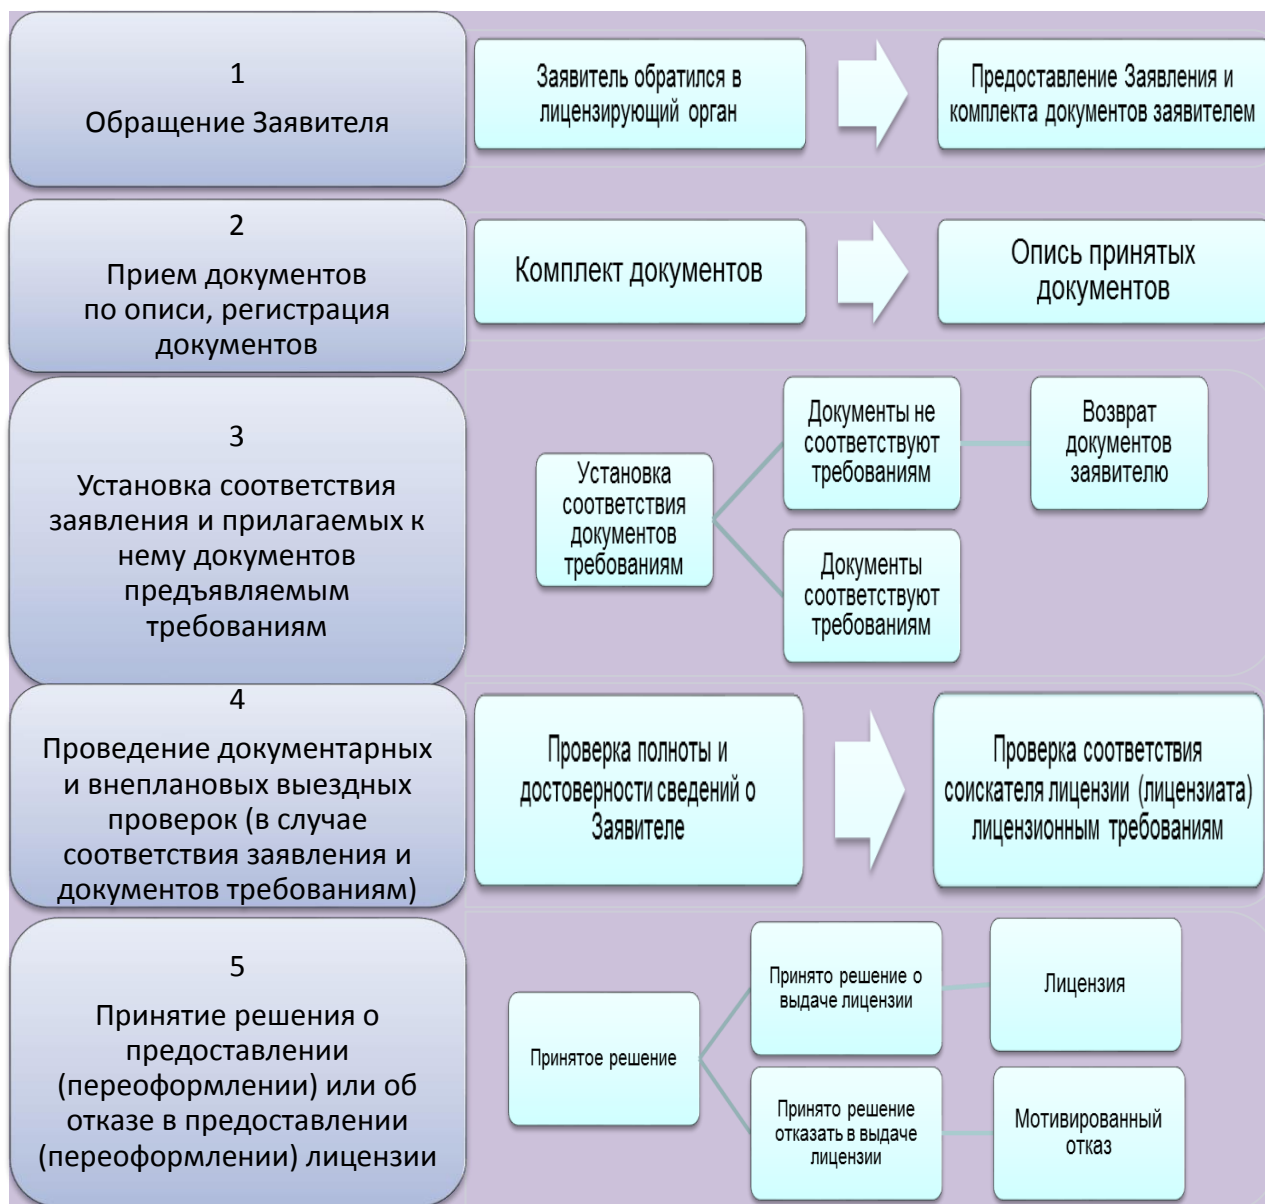 1
Обращение Заявителя
Заявитель обратился в
лицензирующий орган
Предоставление Заявления и
комплекта документов заявителем
2
Прием документов
по описи, регистрация
документов
Комплект документов
Опись принятых
документов
3
Установка соответствия
заявления и прилагаемых к
нему документов
предъявляемым
требованиям
Установка
соответствия
документов
требованиям
Документы не
соответствуют
требованиям
Возврат
документов
заявителю
Документы
соответствуют
требованиям
4
Проведение документарных
и внеплановых выездных
проверок (в случае
соответствия заявления и
документов требованиям)
Проверка полноты и
достоверности сведений о
Заявителе
Проверка соответствия
соискателя лицензии (лицензиата)
лицензионным требованиям
5
Принятие решения о
предоставлении
(переоформлении) или об
отказе в предоставлении
(переоформлении) лицензии
Принятое решение
Принято решение о
выдаче лицензии
Лицензия
Принято решение
отказать в выдаче
лицензии
Мотивированный
отказ